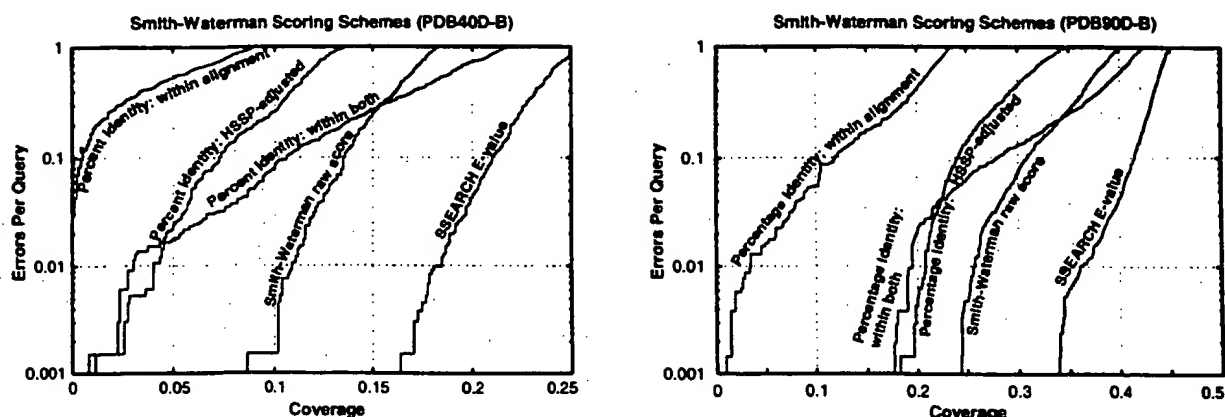 Smith-Waterman Scoring Schemes (PDB40D-B)
Errors Per Query
1
0.1
0.01
0.001
Percent Identity: within alignment
Percent Identity: HSSP-adjusted
Percent Identity: within both
Smith-Waterman raw score
SSEARCH E-value
0
0.05
0.1
0.15
0.2
0.25
Coverage
Smith-Waterman Scoring Schemes (PDB90D-B)
Errors Per Query
1
0.1
0.01
0.001
Percentage Identity: within alignment
Percentage Identity:
within both
Percentage Identity:
HSSP-adjusted
Smith-Waterman raw score
SSEARCH E-value
0
0.1
0.2
0.3
0.4
0.5
Coverage